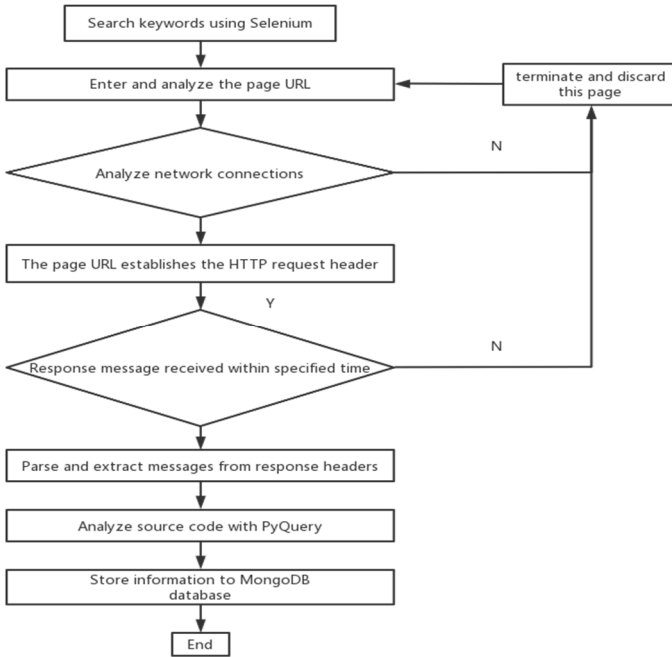 Search keywords using Selenium
Enter and analyze the page URL
terminate and discard
this page
N
Analyze network connections
The page URL establishes the HTTP request header
Y
N
Response message received within specified time
Parse and extract messages from response headers
Analyze source code with PyQuery
Store information to MongoDB
database
End